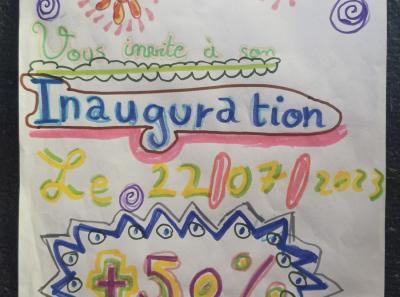 Vous invite à son
Inauguration
Le 22/07/2023
+50%